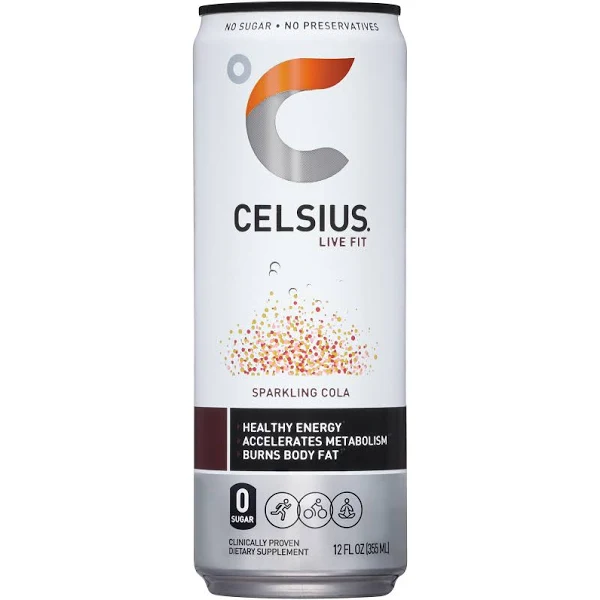 NO SUGAR • NO PRESERVATIVES
CELSIUS.
LIVE FIT
SPARKLING COLA
HEALTHY ENERGY
ACCELERATES METABOLISM
BURNS BODY FAT
0
SUGAR
CLINICALLY PROVEN
DIETARY SUPPLEMENT
12 FL OZ (355 ML)